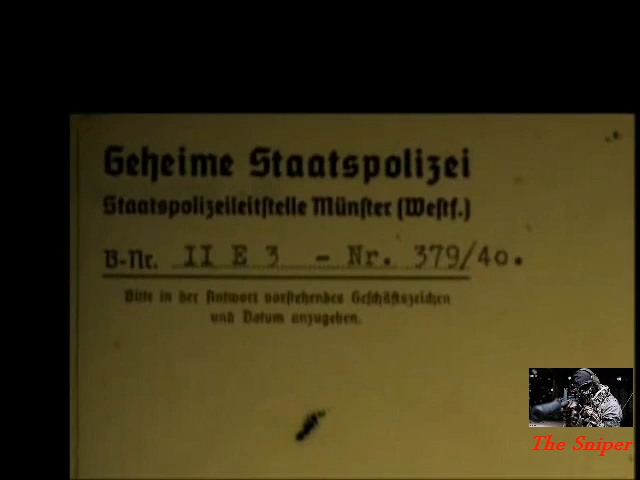 Geheime Staatspolizei
Staatspolizeileitstelle Münster (Westf.)
B-Nr. II E 3 - Nr. 379/40.
Bitte in der Antwort vorstehendes Geschäftszeichen
und Datum anzugeben.
The Sniper